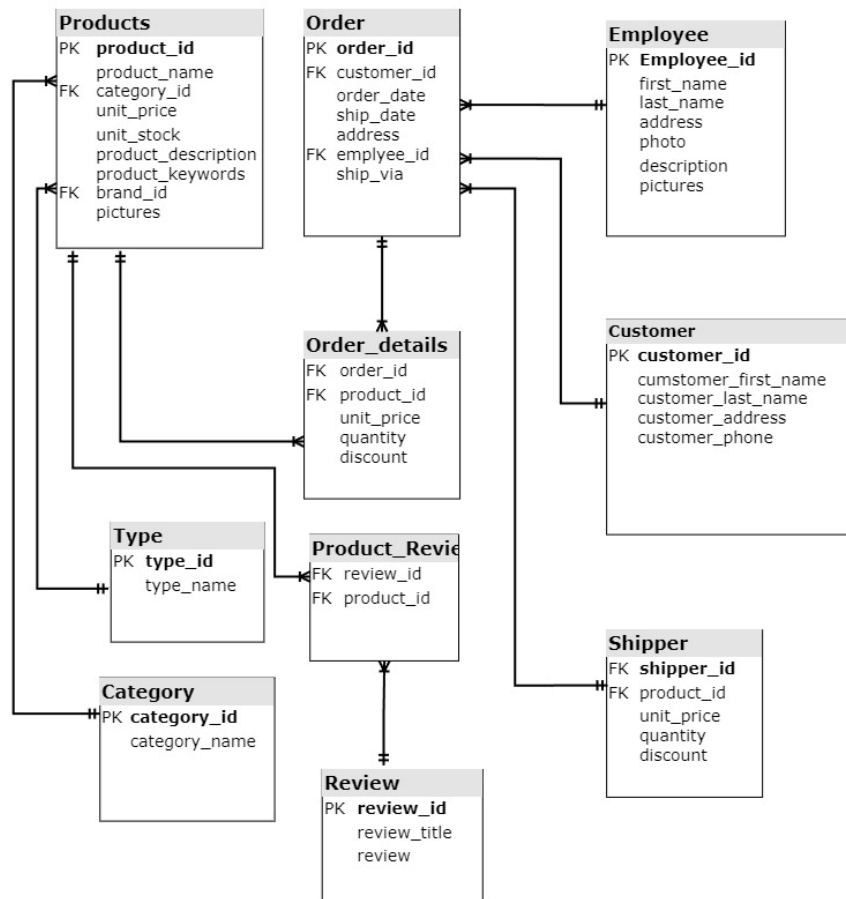 Products
PK product_id
product_name
FK category_id
unit_price
unit_stock
product_description
product_keywords
FK brand_id
pictures
Order
PK order_id
FK customer_id
order_date
ship_date
address
FK emplyee_id
ship_via
Employee
PK Employee_id
first_name
last_name
address
photo
description
pictures
Order_details
FK order_id
FK product_id
unit_price
quantity
discount
Customer
PK customer_id
cumstomer_first_name
customer_last_name
customer_address
customer_phone
Type
PK type_id
type_name
Product_Revie
FK review_id
FK product_id
Category
PK category_id
category_name
Shipper
FK shipper_id
FK product_id
unit_price
quantity
discount
Review
PK review_id
review_title
review